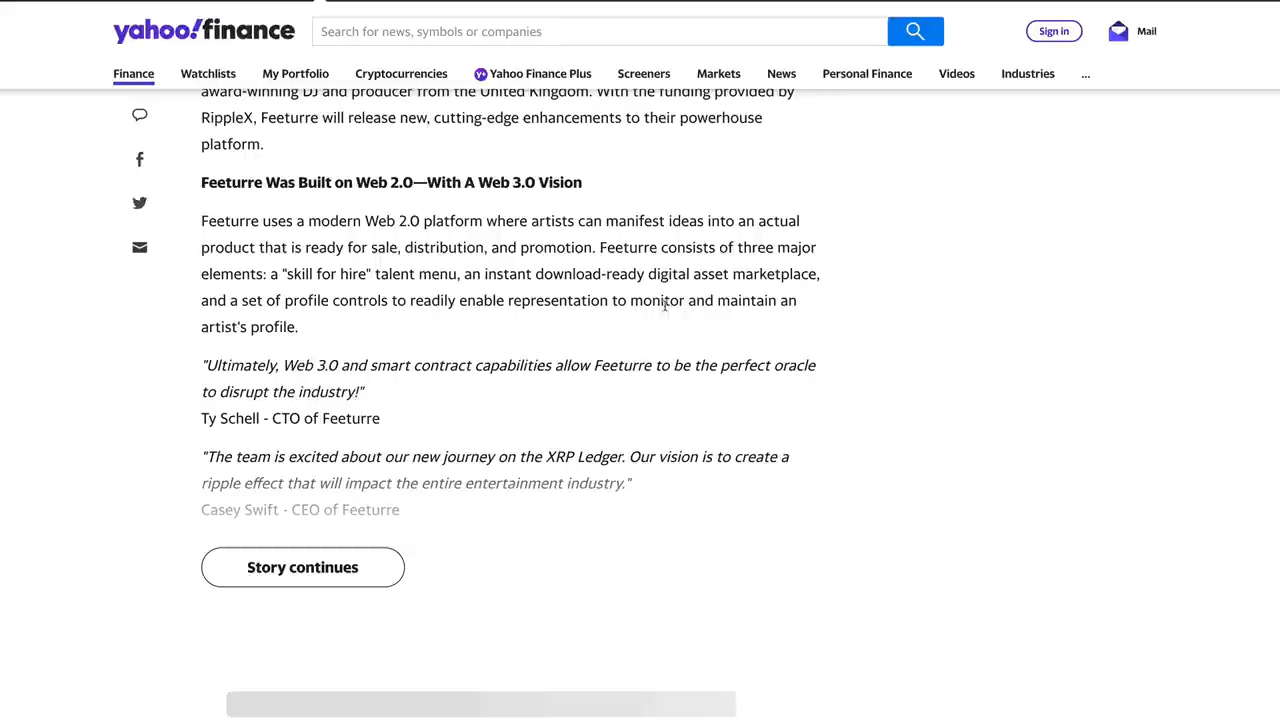 yahoo!finance
Search for news, symbols or companies
Sign in
Mail
Finance Watchlists My Portfolio Cryptocurrencies Y+ Yahoo Finance Plus Screeners Markets News Personal Finance Videos Industries ...
award-winning DJ and producer from the United Kingdom. With the funding provided by
RippleX, Feeturre will release new, cutting-edge enhancements to their powerhouse
platform.
Feeturre Was Built on Web 2.0—With A Web 3.0 Vision
Feeturre uses a modern Web 2.0 platform where artists can manifest ideas into an actual
product that is ready for sale, distribution, and promotion. Feeturre consists of three major
elements: a "skill for hire" talent menu, an instant download-ready digital asset marketplace,
and a set of profile controls to readily enable representation to monitor and maintain an
artist's profile.
"Ultimately, Web 3.0 and smart contract capabilities allow Feeturre to be the perfect oracle
to disrupt the industry!"
Ty Schell - CTO of Feeturre
"The team is excited about our new journey on the XRP Ledger. Our vision is to create a
ripple effect that will impact the entire entertainment industry."
Casey Swift - CEO of Feeturre
Story continues